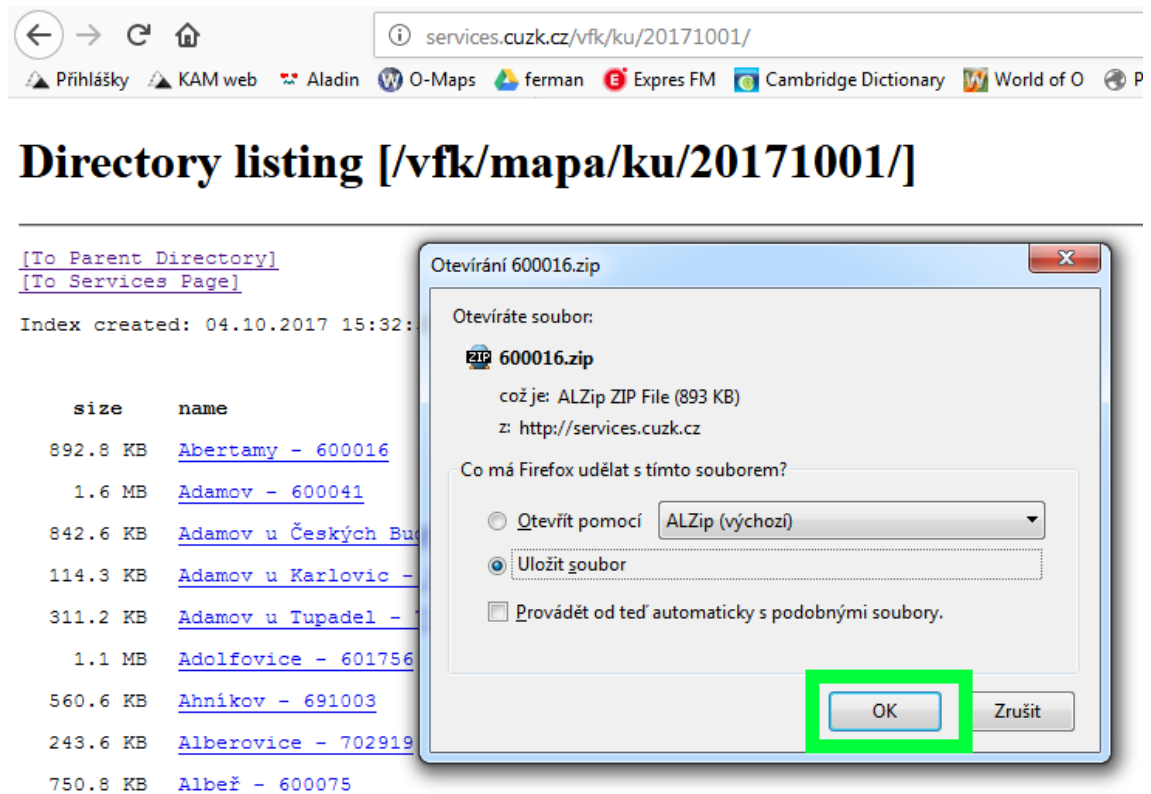 services.cuzk.cz/vfk/ku/20171001/
Přihlášky KAM web Aladin O-Maps ferman Expres FM Cambridge Dictionary World of O P
Directory listing [/vfk/mapa/ku/20171001/]
[To Parent Directory]
[To Services Page]
Index created: 04.10.2017 15:32:
size name
892.8 KB Abertamy - 600016
1.6 MB Adamov - 600041
842.6 KB Adamov u Českých Bud
114.3 KB Adamov u Karlovic -
311.2 KB Adamov u Tupadel -
1.1 MB Adolfovice - 601756
560.6 KB Ahníkov - 691003
243.6 KB Alberovice - 702919
750.8 KB Albeř - 600075
Otevírání 600016.zip
X
Otevíráte soubor:
ZIP 600016.zip
což je: ALZip ZIP File (893 KB)
z: http://services.cuzk.cz
Co má Firefox udělat s tímto souborem?
Otevřít pomocí ALZip (výchozí)
Uložit soubor
Provádět od teď automaticky s podobnými soubory.
OK Zrušit